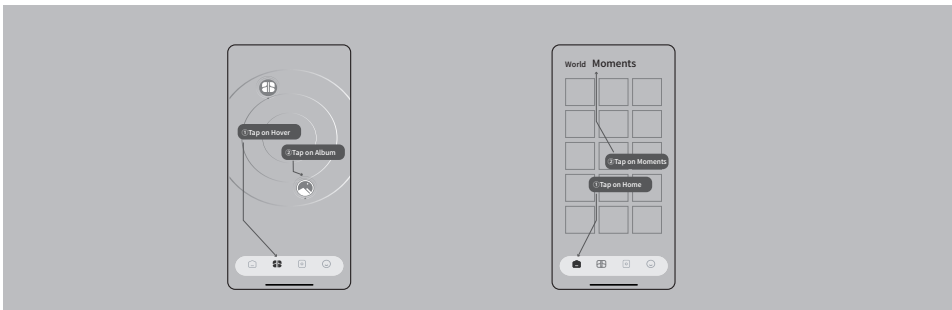 ①Tap on Hover
②Tap on Album
World Moments
②Tap on Moments
①Tap on Home